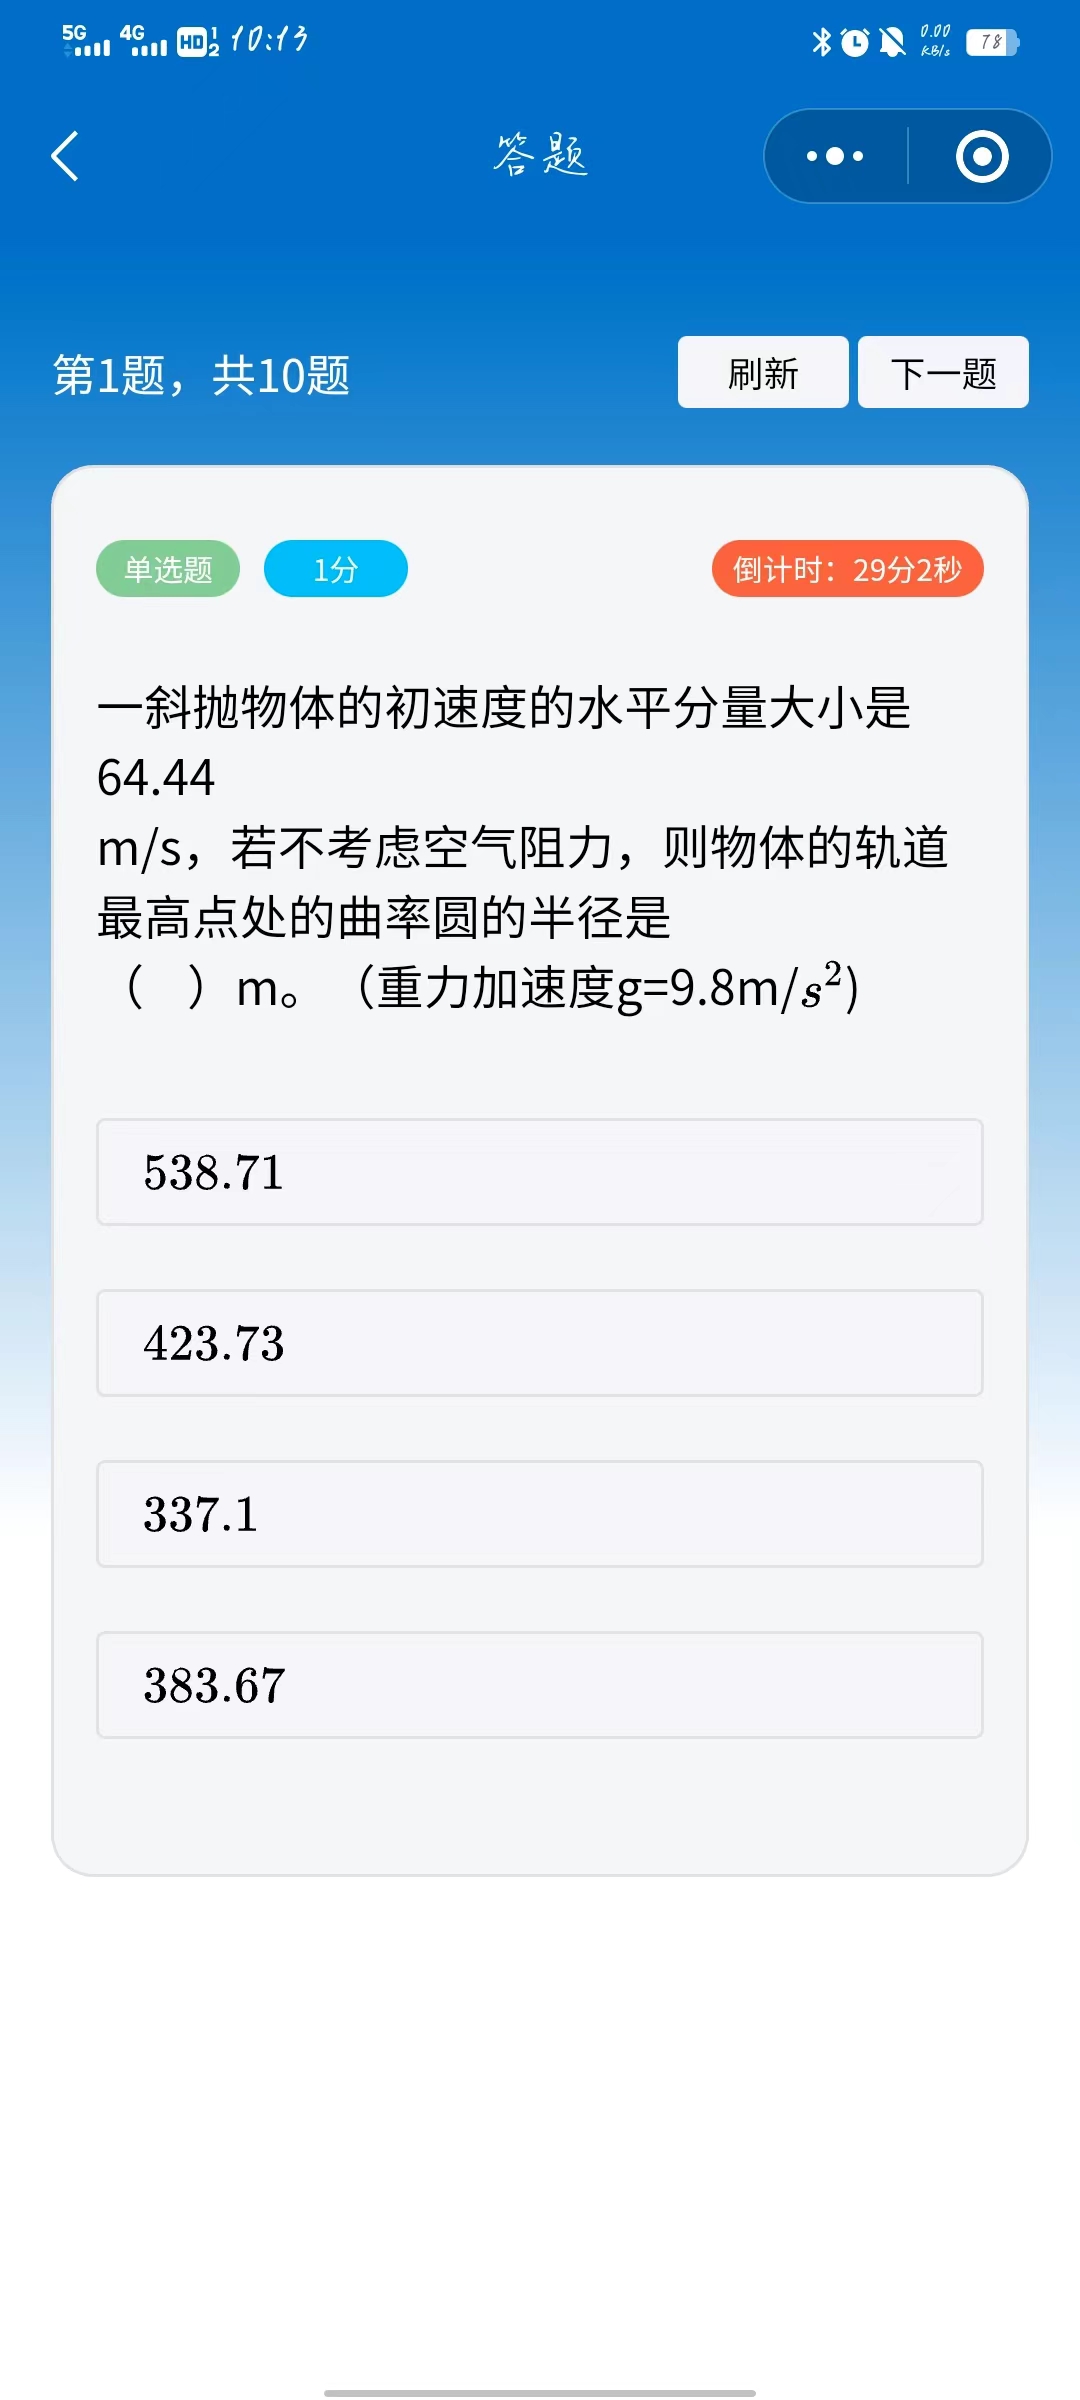 5G 4G HD 1 2 10:13 0.00 KB/s 78
答题
第1题，共10题 刷新 下一题
单选题 1分 倒计时：29分2秒
一斜抛物体的初速度的水平分量大小是
64.44
m/s，若不考虑空气阻力，则物体的轨道
最高点处的曲率圆的半径是
（　）m。（重力加速度g=9.8m/s²)
538.71
423.73
337.1
383.67